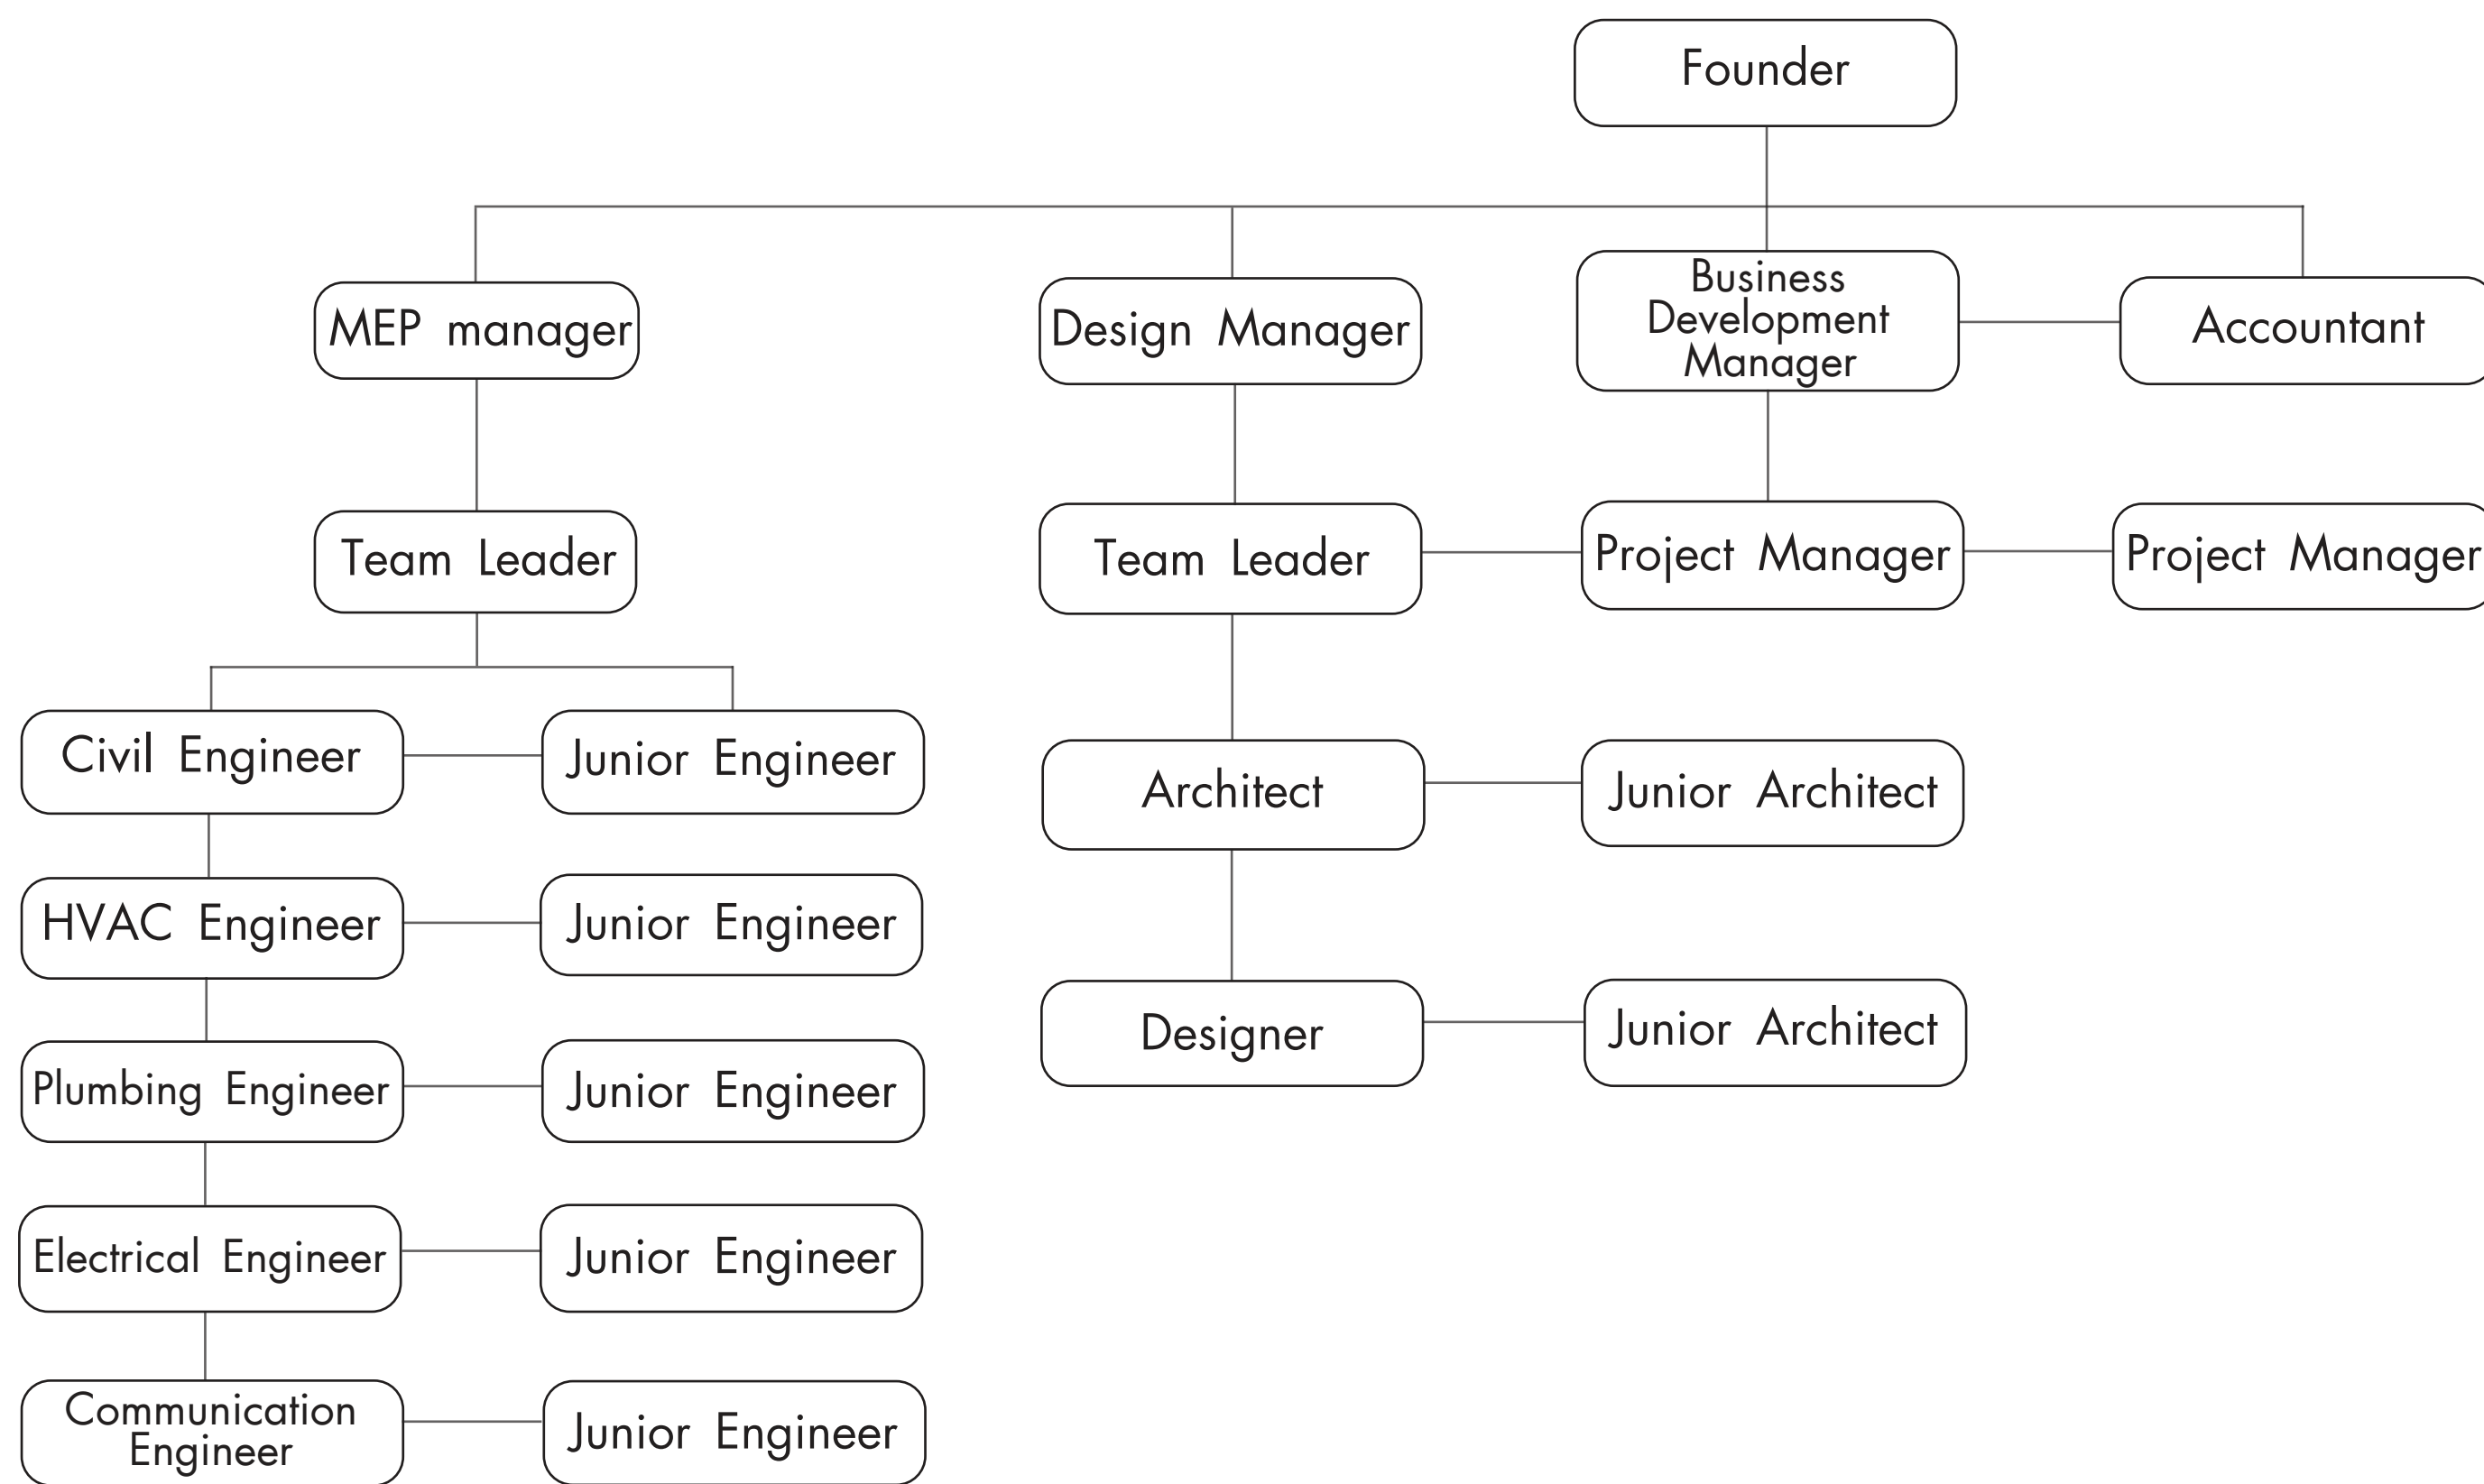 Founder
MEP manager
Design Manager
Business
Development
Manager
Accountant
Team Leader
Team Leader
Project Manager
Project Manager
Civil Engineer
Junior Engineer
Architect
Junior Architect
HVAC Engineer
Junior Engineer
Designer
Junior Architect
Plumbing Engineer
Junior Engineer
Electrical Engineer
Junior Engineer
Communication
Engineer
Junior Engineer